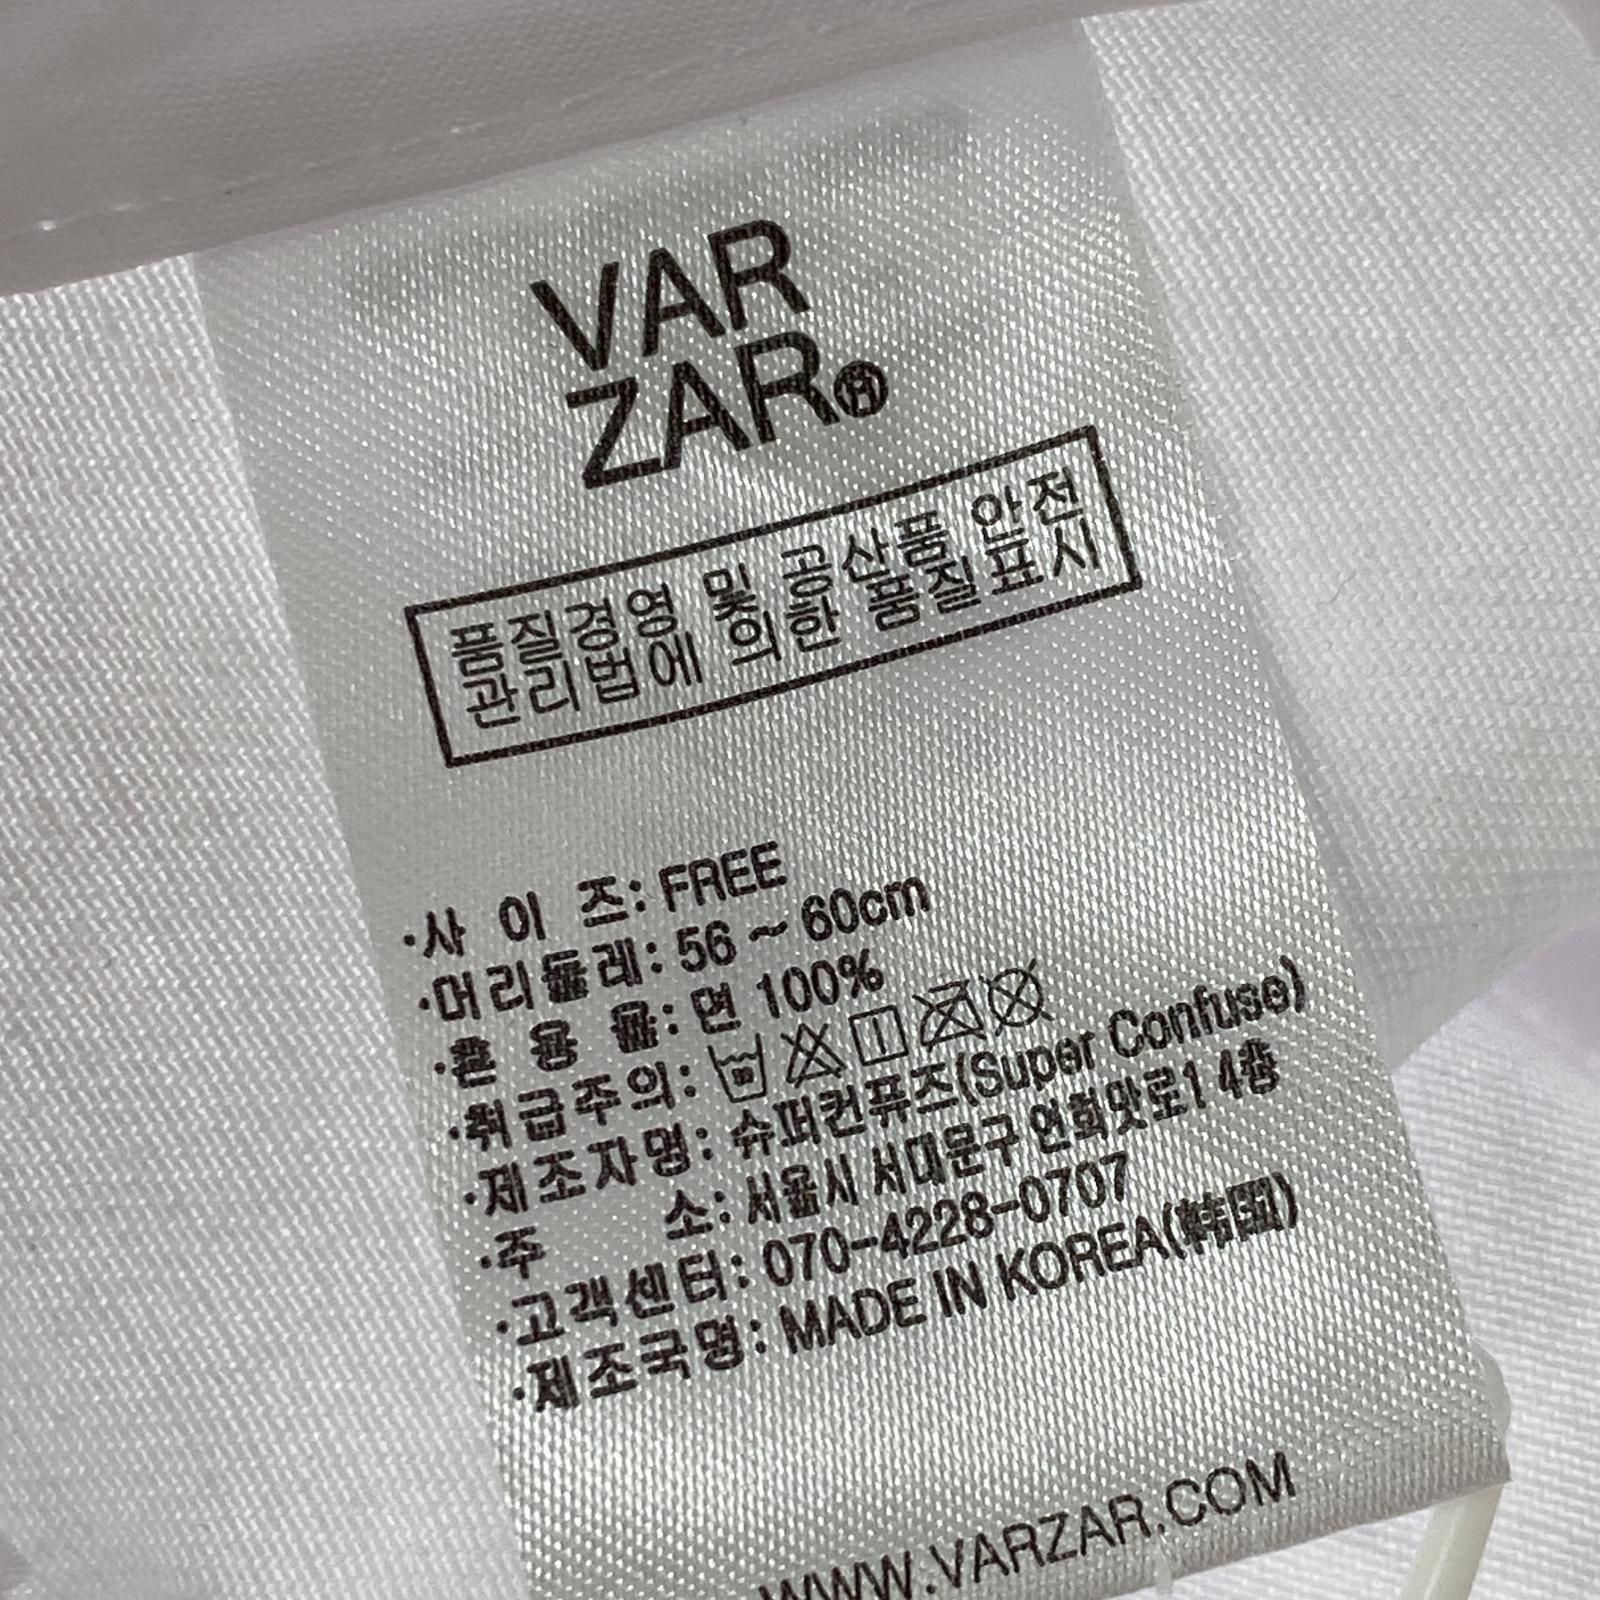 VAR
ZAR®
품질경영 및 공산품 안전
관리법에 의한 품질표시
·사 이 즈: FREE
·머리둘레: 56 ~ 60cm
·혼 용 율: 면 100%
·취급주의:
·제조자명: 슈퍼컨퓨즈(Super Confuse)
·주 소: 서울시 서대문구 연희맛로1 4층
·고객센터: 070-4228-0707
·제조국명: MADE IN KOREA(韩国)
WWW.VARZAR.COM